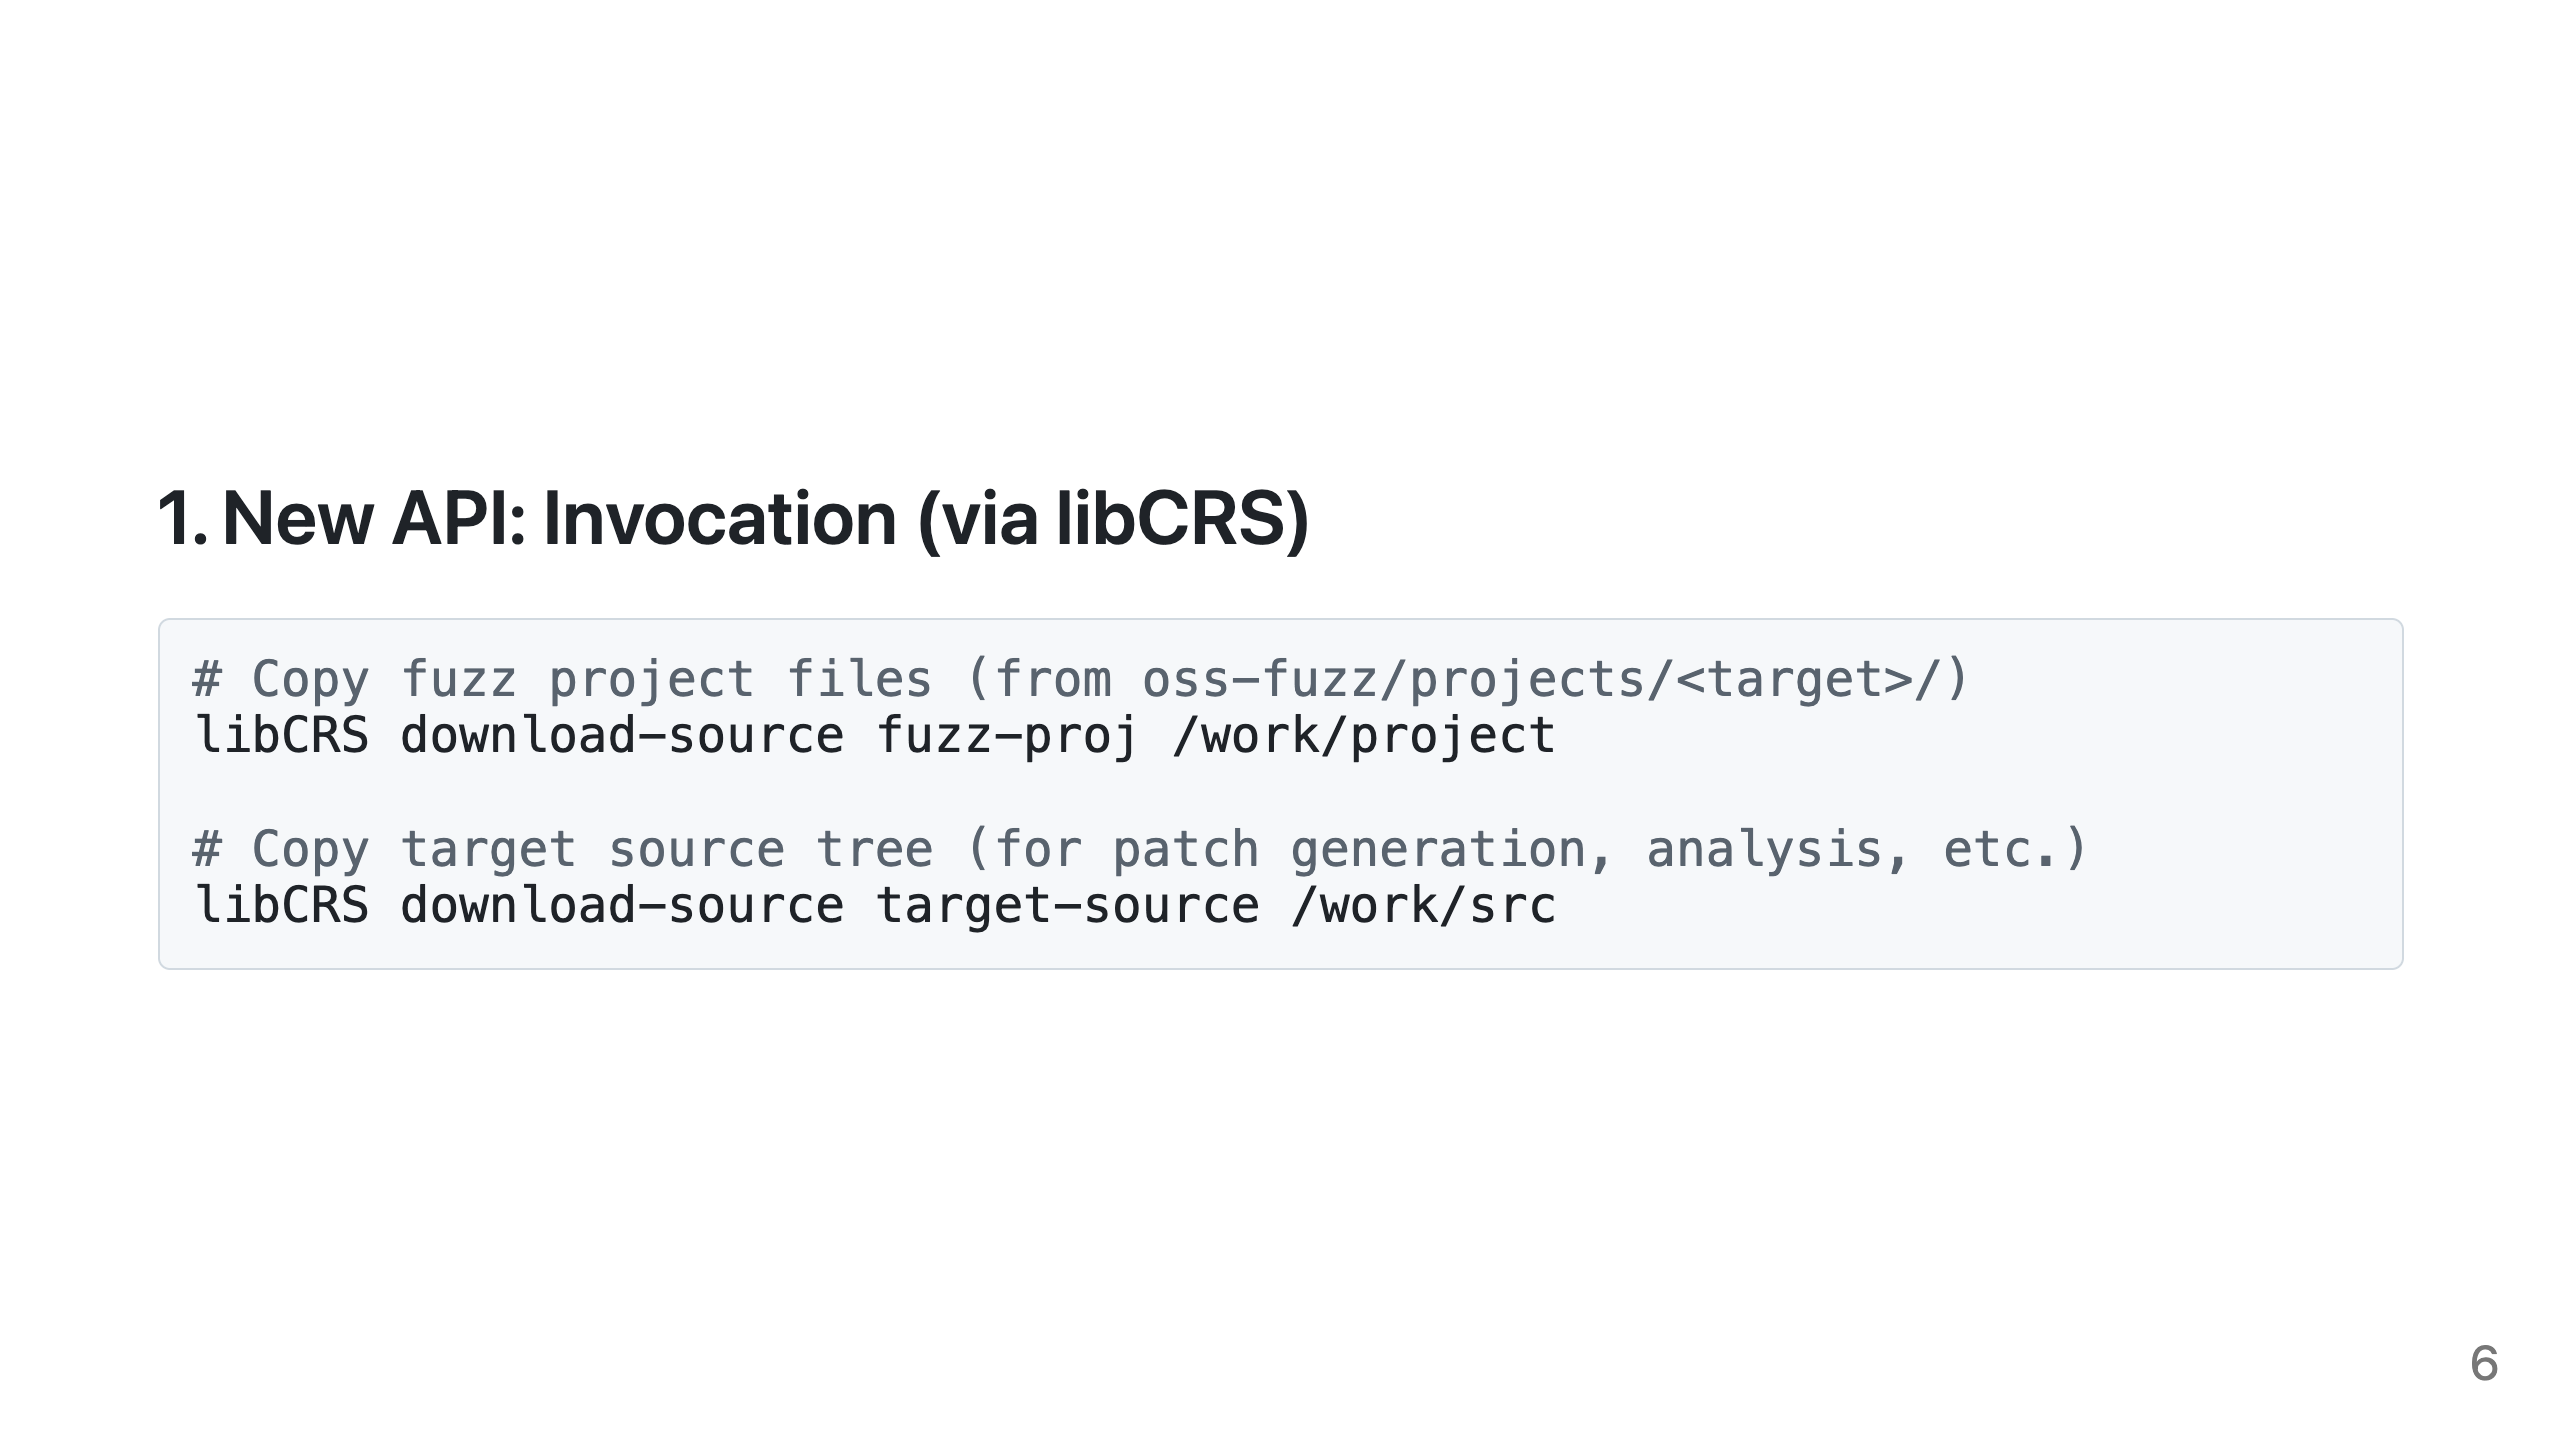 1. New API: Invocation (via libCRS)
# Copy fuzz project files (from oss-fuzz/projects/<target>/)
libCRS download-source fuzz-proj /work/project
# Copy target source tree (for patch generation, analysis, etc.)
libCRS download-source target-source /work/src
6